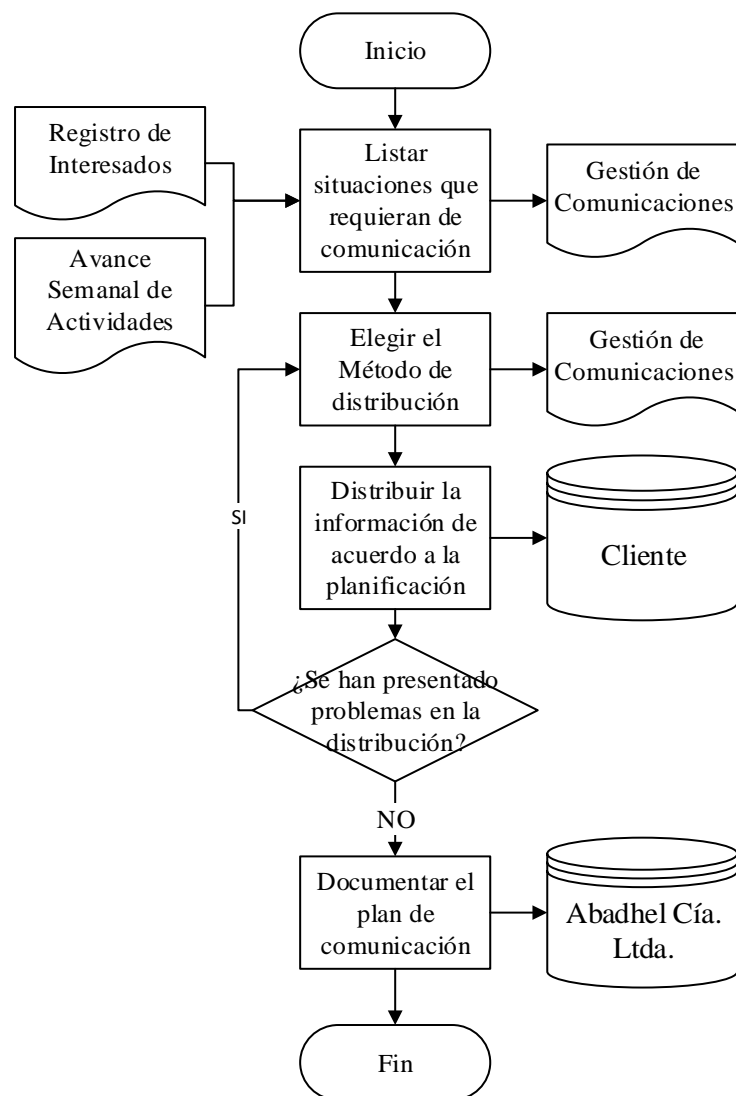 Inicio
Registro de
Interesados
Listar
situaciones que
requieran de
comunicación
Gestión de
Comunicaciones
Avance
Semanal de
Actividades
Elegir el
Método de
distribución
Gestión de
Comunicaciones
Distribuir la
información de
acuerdo a la
planificación
Cliente
SI
¿Se han presentado
problemas en la
distribución?
NO
Documentar el
plan de
comunicación
Abadhel Cía.
Ltda.
Fin